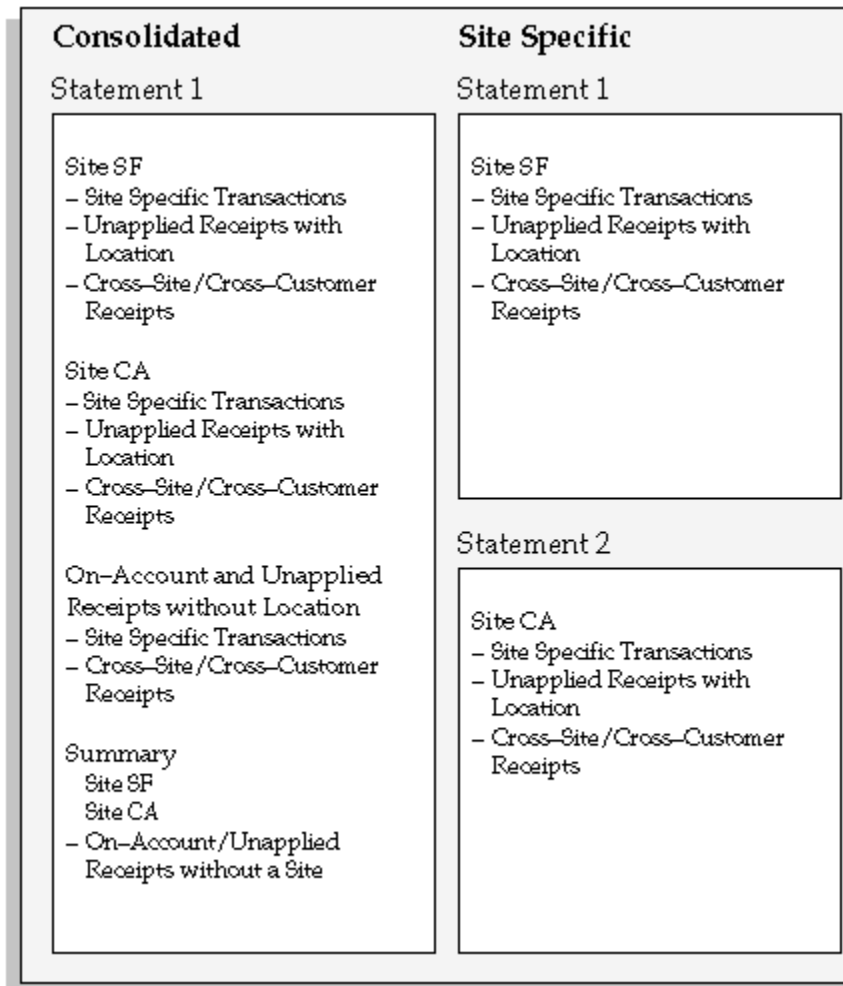 Consolidated
Statement 1
Site SF
– Site Specific Transactions
– Unapplied Receipts with
Location
– Cross–Site/Cross–Customer
Receipts
Site CA
– Site Specific Transactions
– Unapplied Receipts with
Location
– Cross–Site/Cross–Customer
Receipts
On–Account and Unapplied
Receipts without Location
– Site Specific Transactions
– Cross–Site/Cross–Customer
Receipts
Summary
Site SF
Site CA
– On–Account/Unapplied
Receipts without a Site
Site Specific
Statement 1
Site SF
– Site Specific Transactions
– Unapplied Receipts with
Location
– Cross–Site/Cross–Customer
Receipts
Statement 2
Site CA
– Site Specific Transactions
– Unapplied Receipts with
Location
– Cross–Site/Cross–Customer
Receipts